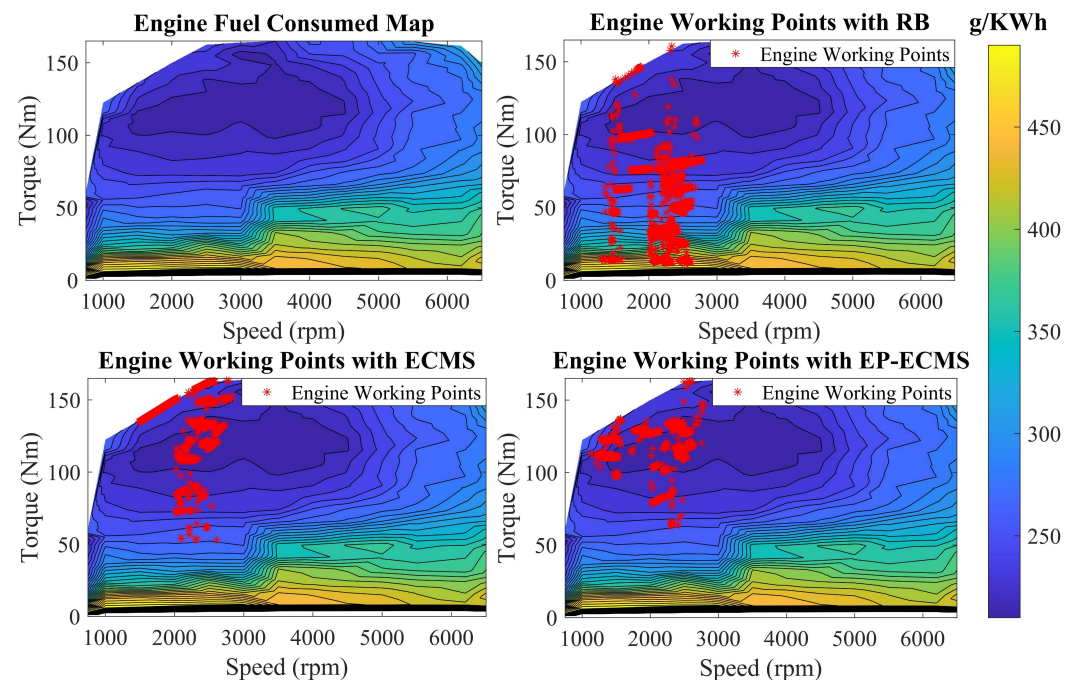 Engine Fuel Consumed Map
150
100
50
0
Torque (Nm)
1000 2000 3000 4000 5000 6000
Speed (rpm)
Engine Working Points with RB
Engine Working Points
150
100
50
0
Torque (Nm)
1000 2000 3000 4000 5000 6000
Speed (rpm)
g/KWh
450
400
350
300
250
Engine Working Points with ECMS
Engine Working Points
150
100
50
0
Torque (Nm)
1000 2000 3000 4000 5000 6000
Speed (rpm)
Engine Working Points with EP-ECMS
Engine Working Points
150
100
50
0
Torque (Nm)
1000 2000 3000 4000 5000 6000
Speed (rpm)